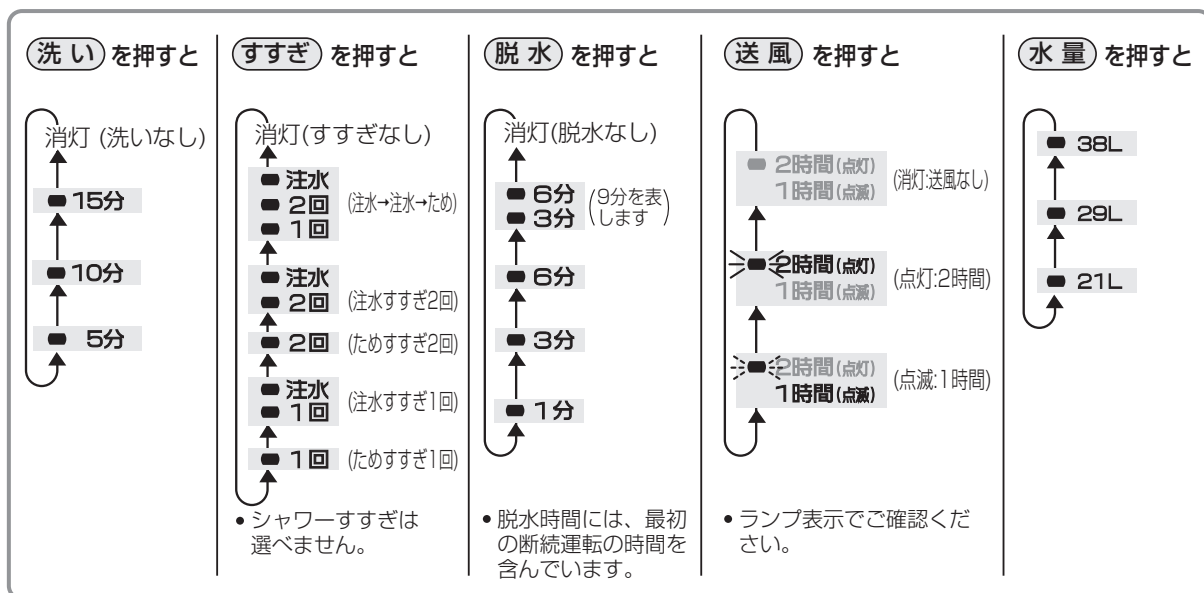 洗い を押すと
消灯 (洗いなし)
15分
10分
5分
すすぎ を押すと
消灯(すすぎなし)
注水
2回 (注水→注水→ため)
1回
注水
2回 (注水すすぎ2回)
2回 (ためすすぎ2回)
注水
1回 (注水すすぎ1回)
1回 (ためすすぎ1回)
• シャワーすすぎは
選べません。
脱水 を押すと
消灯(脱水なし)
6分 (9分を表
3分 します)
6分
3分
1分
• 脱水時間には、最初
の断続運転の時間を
含んでいます。
送風 を押すと
2時間(点灯) (消灯:送風なし)
1時間(点滅)
2時間(点灯) (点灯:2時間)
1時間(点滅)
2時間(点灯) (点滅:1時間)
1時間(点滅)
• ランプ表示でご確認くだ
さい。
水量 を押すと
38L
29L
21L